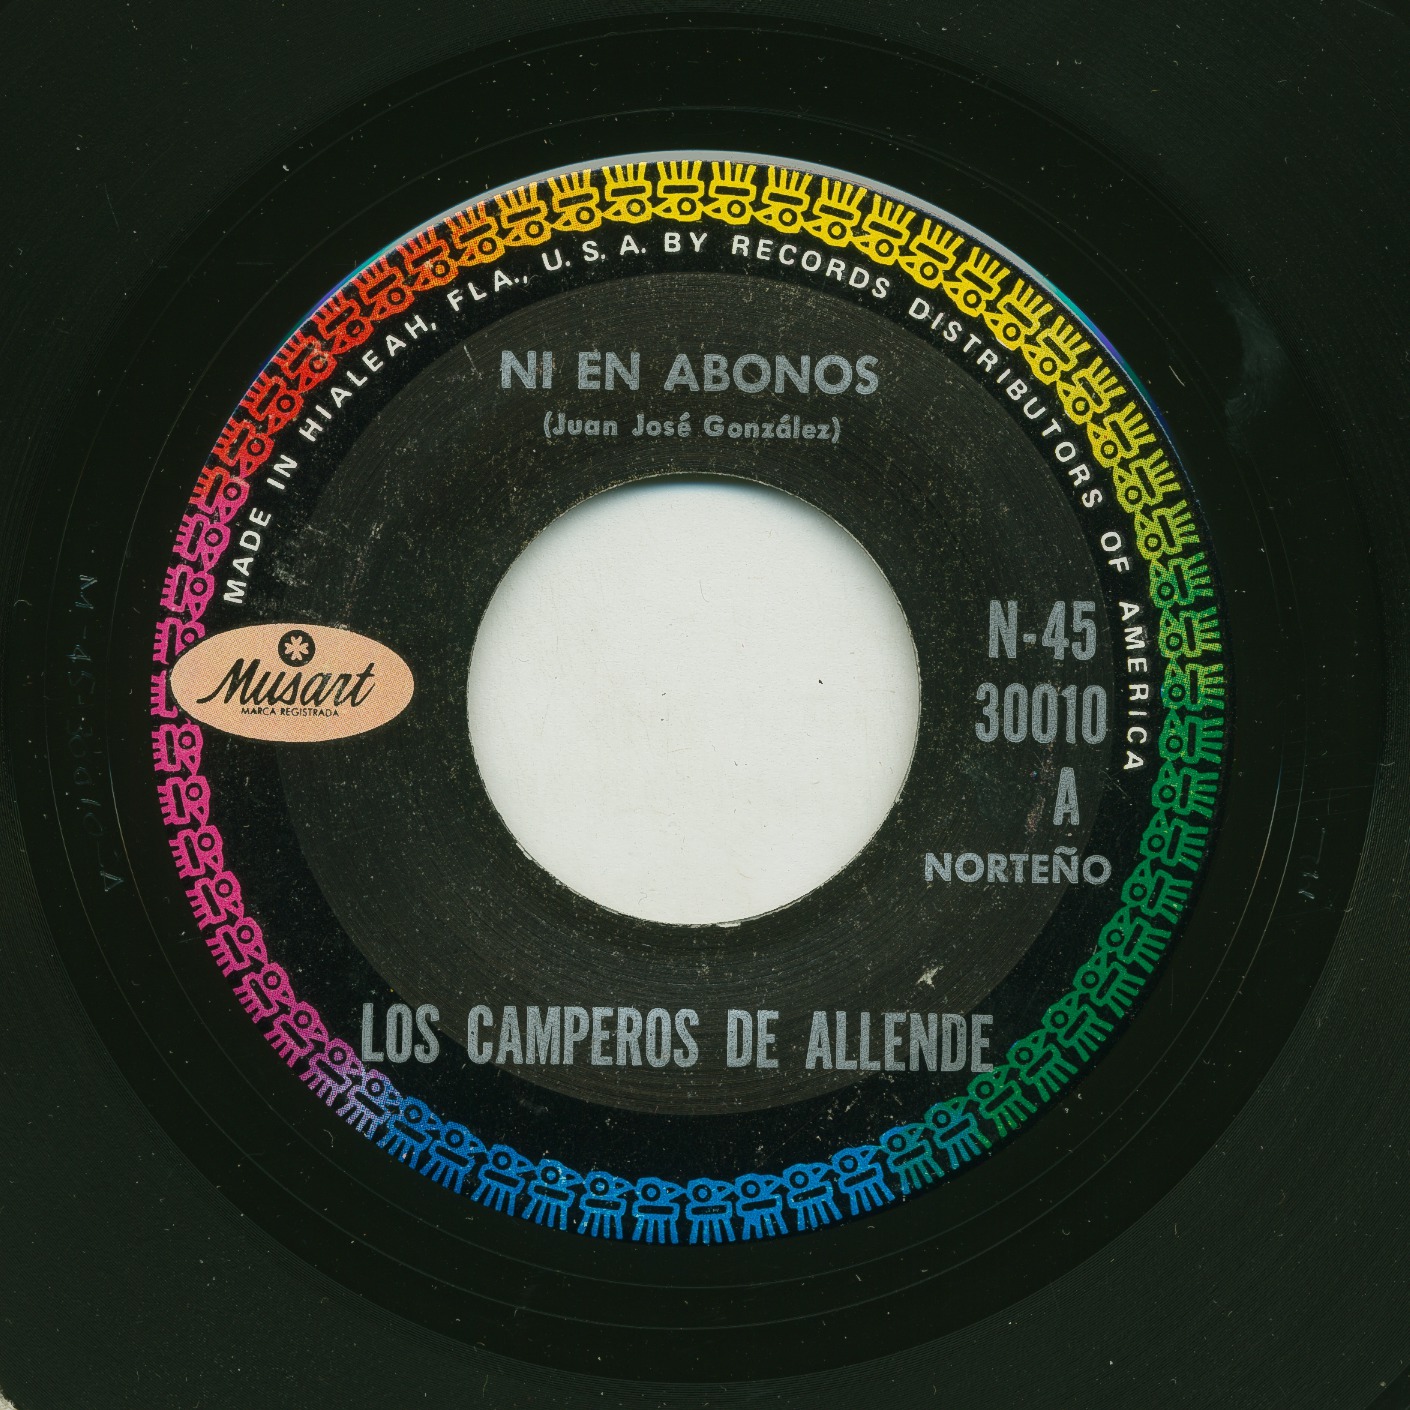 MADE IN HIALEAH, FLA., U.S.A. BY RECORDS DISTRIBUTORS OF AMERICA
NI EN ABONOS
(Juan José González)
Musart
MARCA REGISTRADA
N-45
30010
A
NORTEÑO
LOS CAMPEROS DE ALLENDE